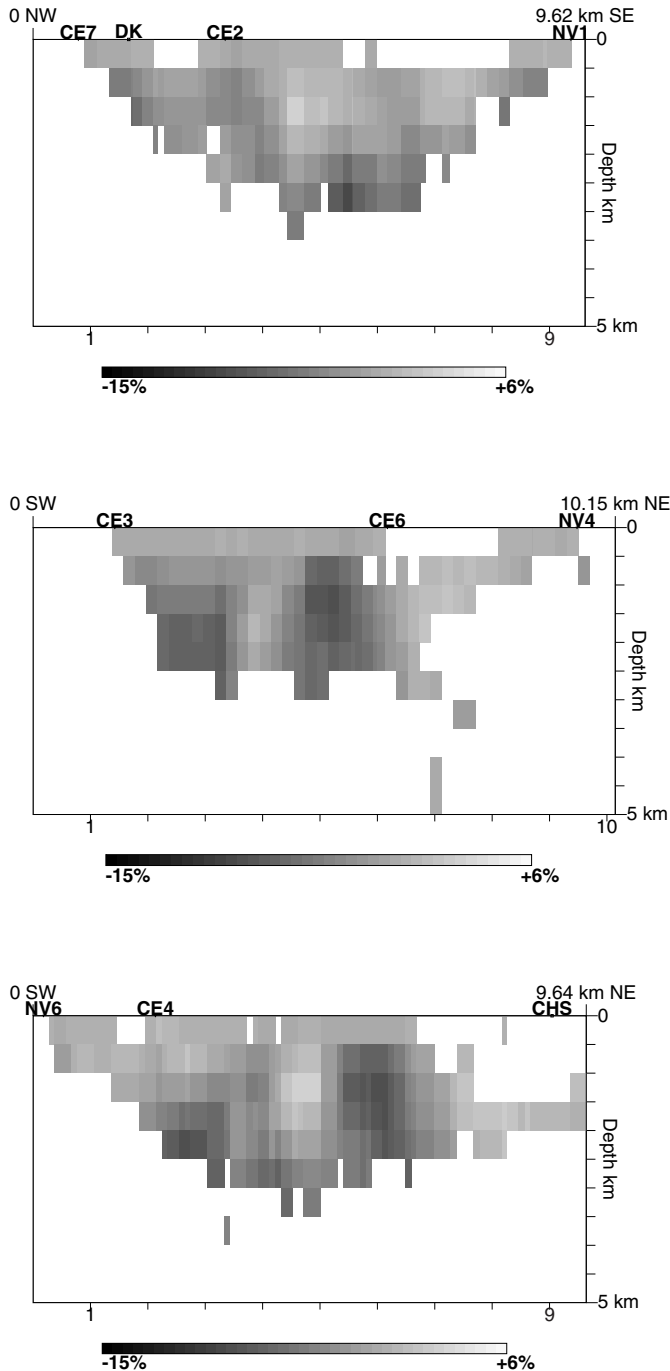 0 NW 9.62 km SE
CE7 DK CE2 NV1 0
Depth km
5 km
1 9
-15% +6%
0 SW 10.15 km NE
CE3 CE6 NV4 0
Depth km
5 km
1 10
-15% +6%
0 SW 9.64 km NE
NV6 CE4 CHS 0
Depth km
5 km
1 9
-15% +6%